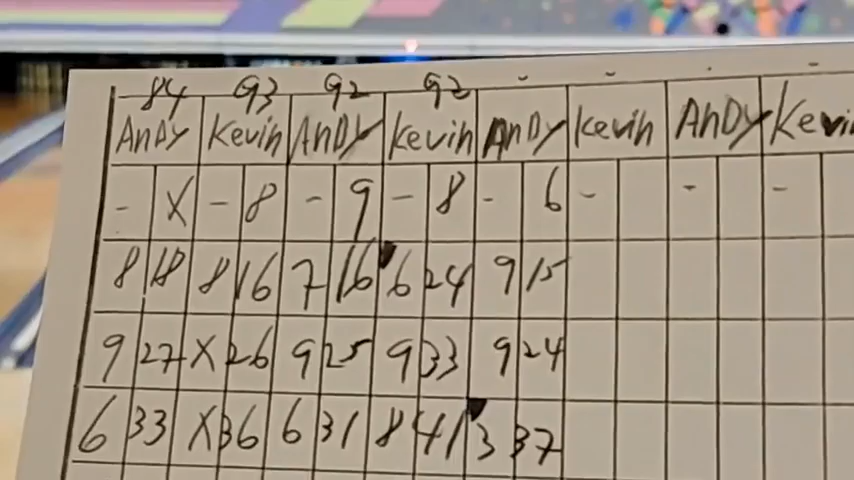 84 93 92 92 - - - -
ANDY Kevin ANDY Kevin ANDY Kevin ANDY Kevin
- X - 8 - 9 - 8 - 6 - - -
8 18 8 16 7 16 6 24 9 15
9 27 X 26 9 25 9 33 9 24
6 33 X 36 6 31 8 41 3 37